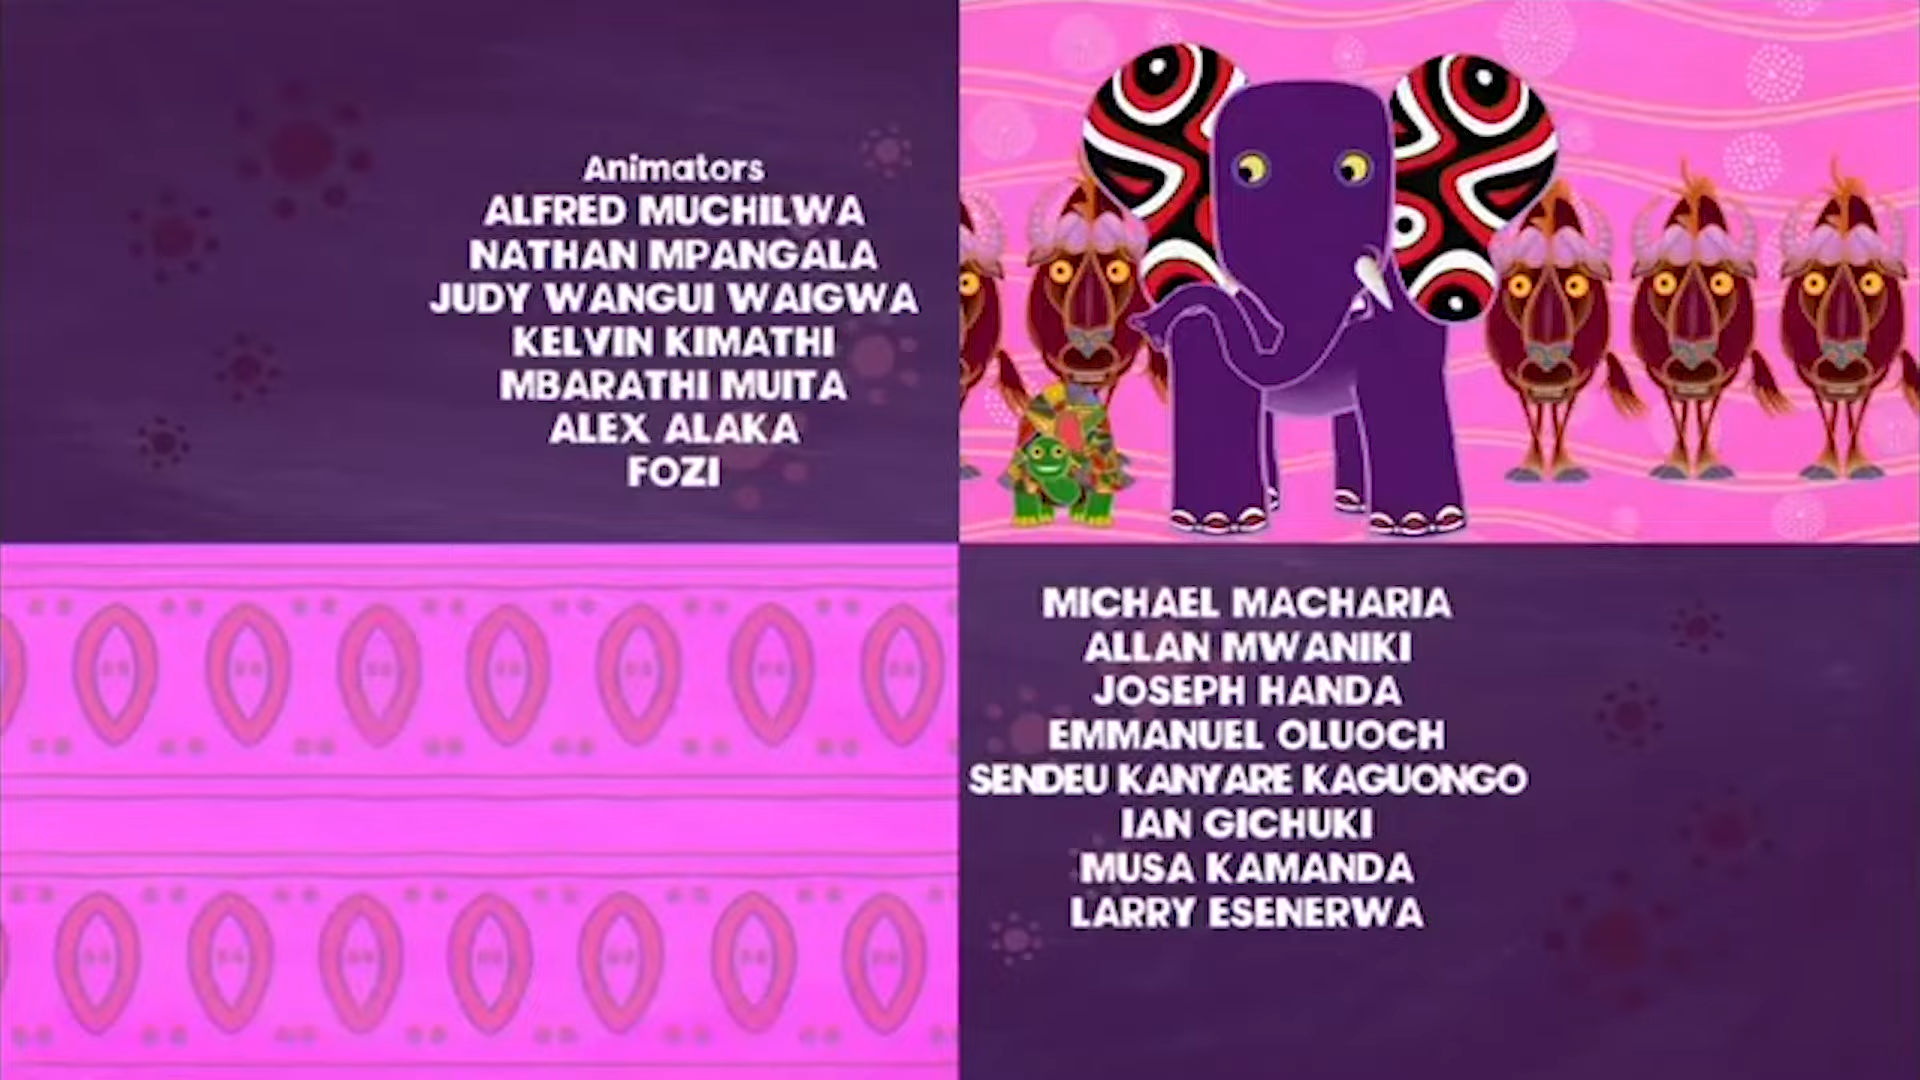 Animators
ALFRED MUCHILWA
NATHAN MPANGALA
JUDY WANGUI WAIGWA
KELVIN KIMATHI
MBARATHI MUITA
ALEX ALAKA
FOZI
MICHAEL MACHARIA
ALLAN MWANIKI
JOSEPH HANDA
EMMANUEL OLUOCH
SENDEU KANYARE KAGUONGO
IAN GICHUKI
MUSA KAMANDA
LARRY ESENERWA